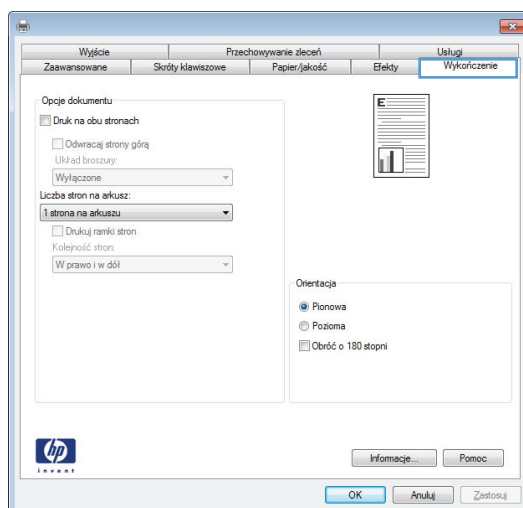 Wyjście Przechowywanie zleceń Usługi
Zaawansowane Skróty klawiszowe Papier/jakość Efekty Wykończenie
Opcje dokumentu
Druk na obu stronach
Odwracaj strony górą
Układ broszury:
Wyłączone
Liczba stron na arkusz:
1 strona na arkuszu
Drukuj ramki stron
Kolejność stron:
W prawo i w dół
E
Orientacja
Pionowa
Pozioma
Obróć o 180 stopni
hp
invent
Informacje... Pomoc
OK Anuluj Zastosuj